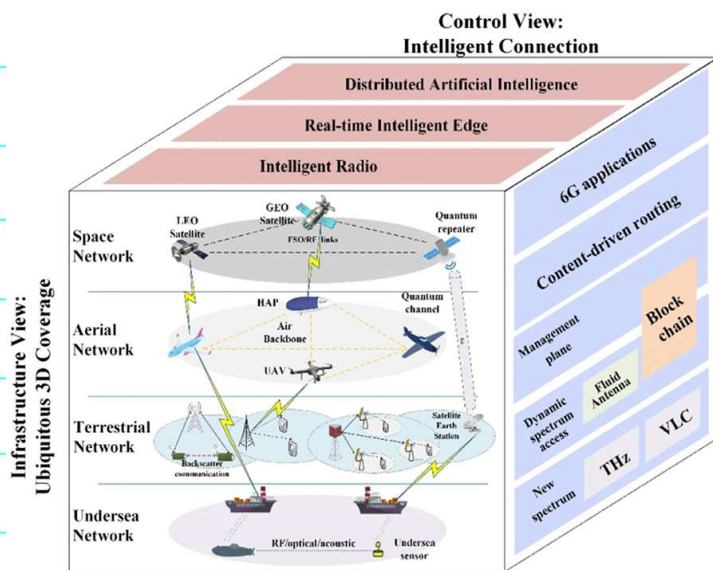 Control View:
Intelligent Connection
Distributed Artificial Intelligence
Real-time Intelligent Edge
Intelligent Radio
Infrastructure View:
Ubiquitous 3D Coverage
Space
Network
LEO
Satellite
GEO
Satellite
FSO/RF links
Quantum
repeater
Aerial
Network
HAP
Air
Backbone
UAV
Quantum
channel
Terrestrial
Network
Backscatter
communication
Satellite
Earth
Station
Undersea
Network
RF/optical/acoustic
Undersea
sensor
6G applications
Content-driven routing
Management
plane
Block
chain
Dynamic
spectrum
access
Fluid
Antenna
New
spectrum
THz
VLC